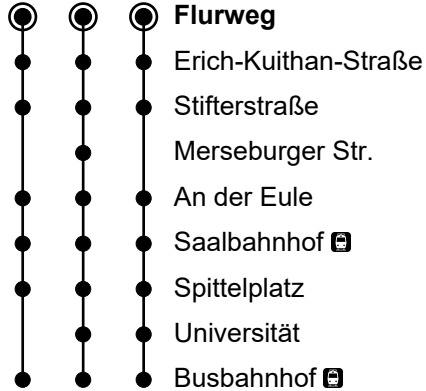 Flurweg
Erich-Kuithan-Straße
Stifterstraße
Merseburger Str.
An der Eule
Saalbahnhof
Spittelplatz
Universität
Busbahnhof